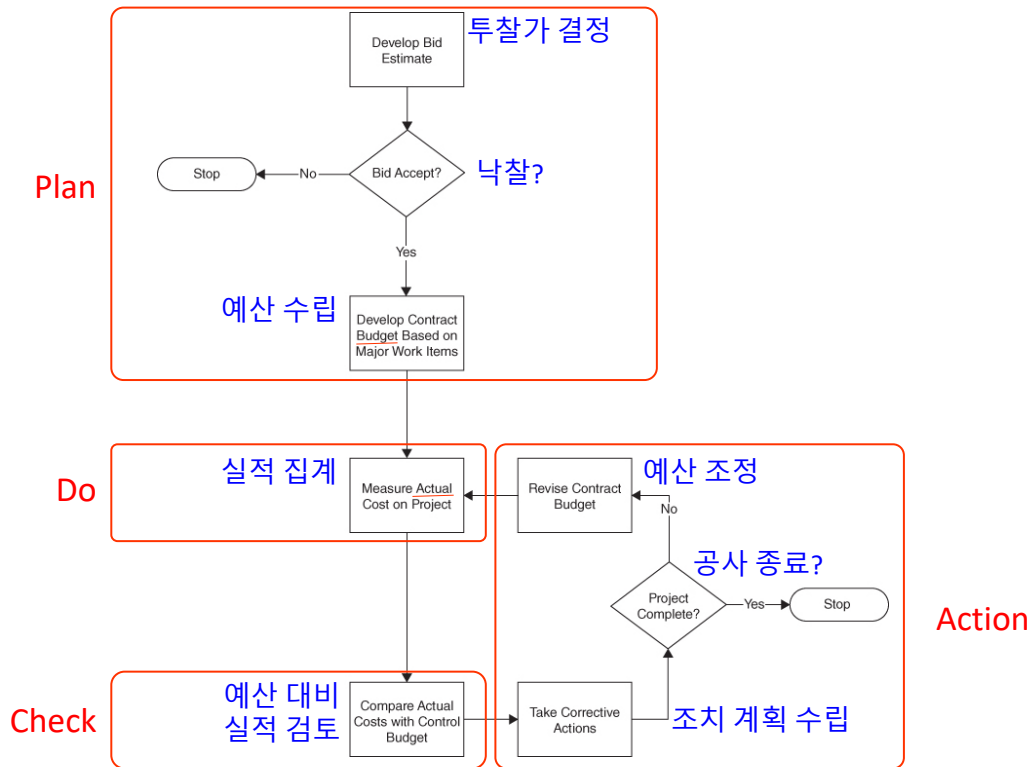 Develop Bid
Estimate
투찰가 결정
Plan
Stop
No
Bid Accept?
낙찰?
Yes
예산 수립
Develop Contract
Budget Based on
Major Work Items
Do
실적 집계
Measure Actual
Cost on Project
Revise Contract
Budget
예산 조정
No
공사 종료?
Project
Complete?
Yes
Stop
Action
Check
예산 대비
실적 검토
Compare Actual
Costs with Control
Budget
Take Corrective
Actions
조치 계획 수립